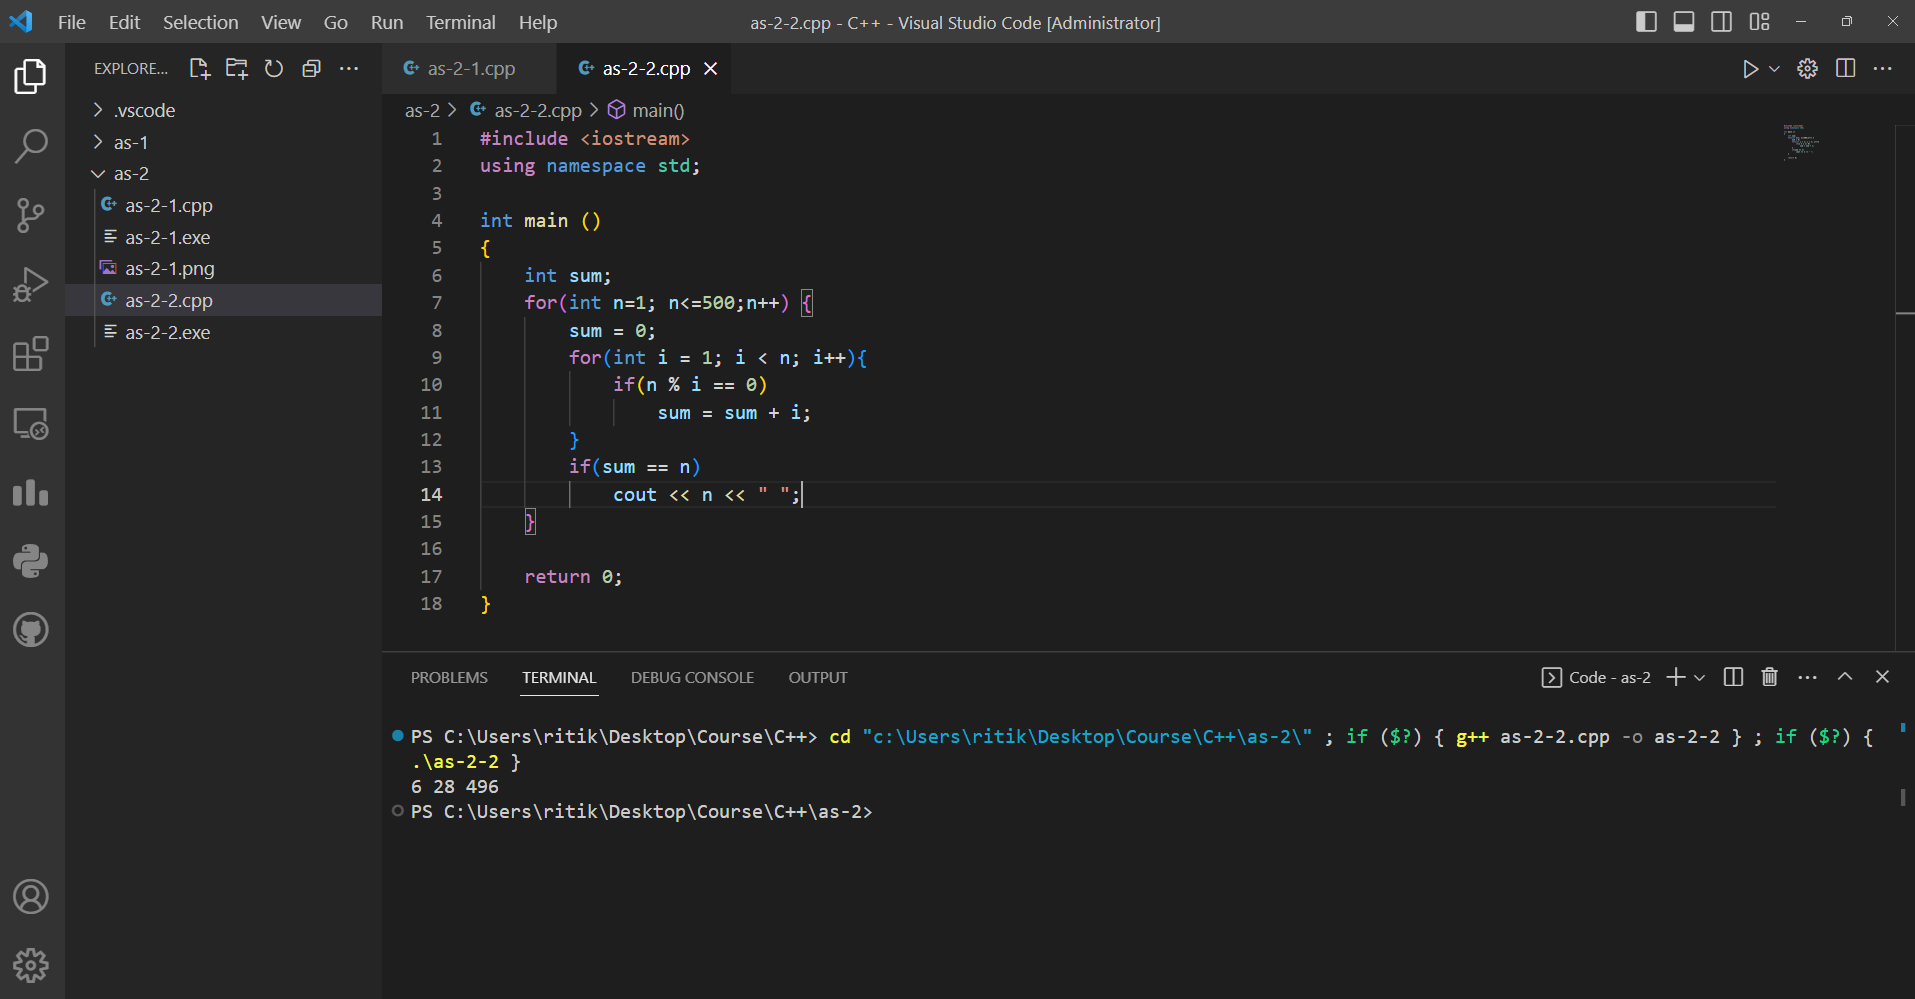 File Edit Selection View Go Run Terminal Help as-2-2.cpp - C++ - Visual Studio Code [Administrator]
EXPLORE...
.vscode
as-1
as-2
as-2-1.cpp
as-2-1.exe
as-2-1.png
as-2-2.cpp
as-2-2.exe
as-2-1.cpp as-2-2.cpp
as-2 > as-2-2.cpp > main()
1 #include <iostream>
2 using namespace std;
3
4 int main ()
5 {
6 int sum;
7 for(int n=1; n<=500;n++) {
8 sum = 0;
9 for(int i = 1; i < n; i++){
10 if(n % i == 0)
11 sum = sum + i;
12 }
13 if(sum == n)
14 cout << n << " ";
15 }
16
17 return 0;
18 }
PROBLEMS TERMINAL DEBUG CONSOLE OUTPUT Code - as-2
PS C:\Users\ritik\Desktop\Course\C++> cd "c:\Users\ritik\Desktop\Course\C++\as-2\" ; if ($?) { g++ as-2-2.cpp -o as-2-2 } ; if ($?) {
.\as-2-2 }
6 28 496
PS C:\Users\ritik\Desktop\Course\C++\as-2>